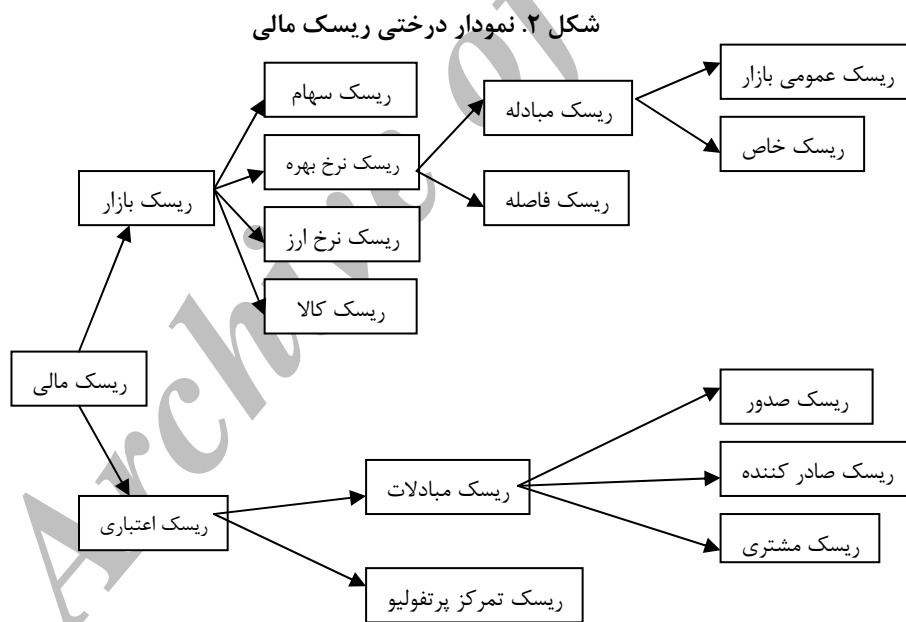 شکل ۲. نمودار درختی ریسک مالی
ریسک مالی
ریسک بازار
ریسک سهام
ریسک نرخ بهره
ریسک نرخ ارز
ریسک کالا
ریسک مبادله
ریسک فاصله
ریسک عمومی بازار
ریسک خاص
ریسک اعتباری
ریسک مبادلات
ریسک تمرکز پرتفولیو
ریسک صدور
ریسک صادر کننده
ریسک مشتری
Archive of